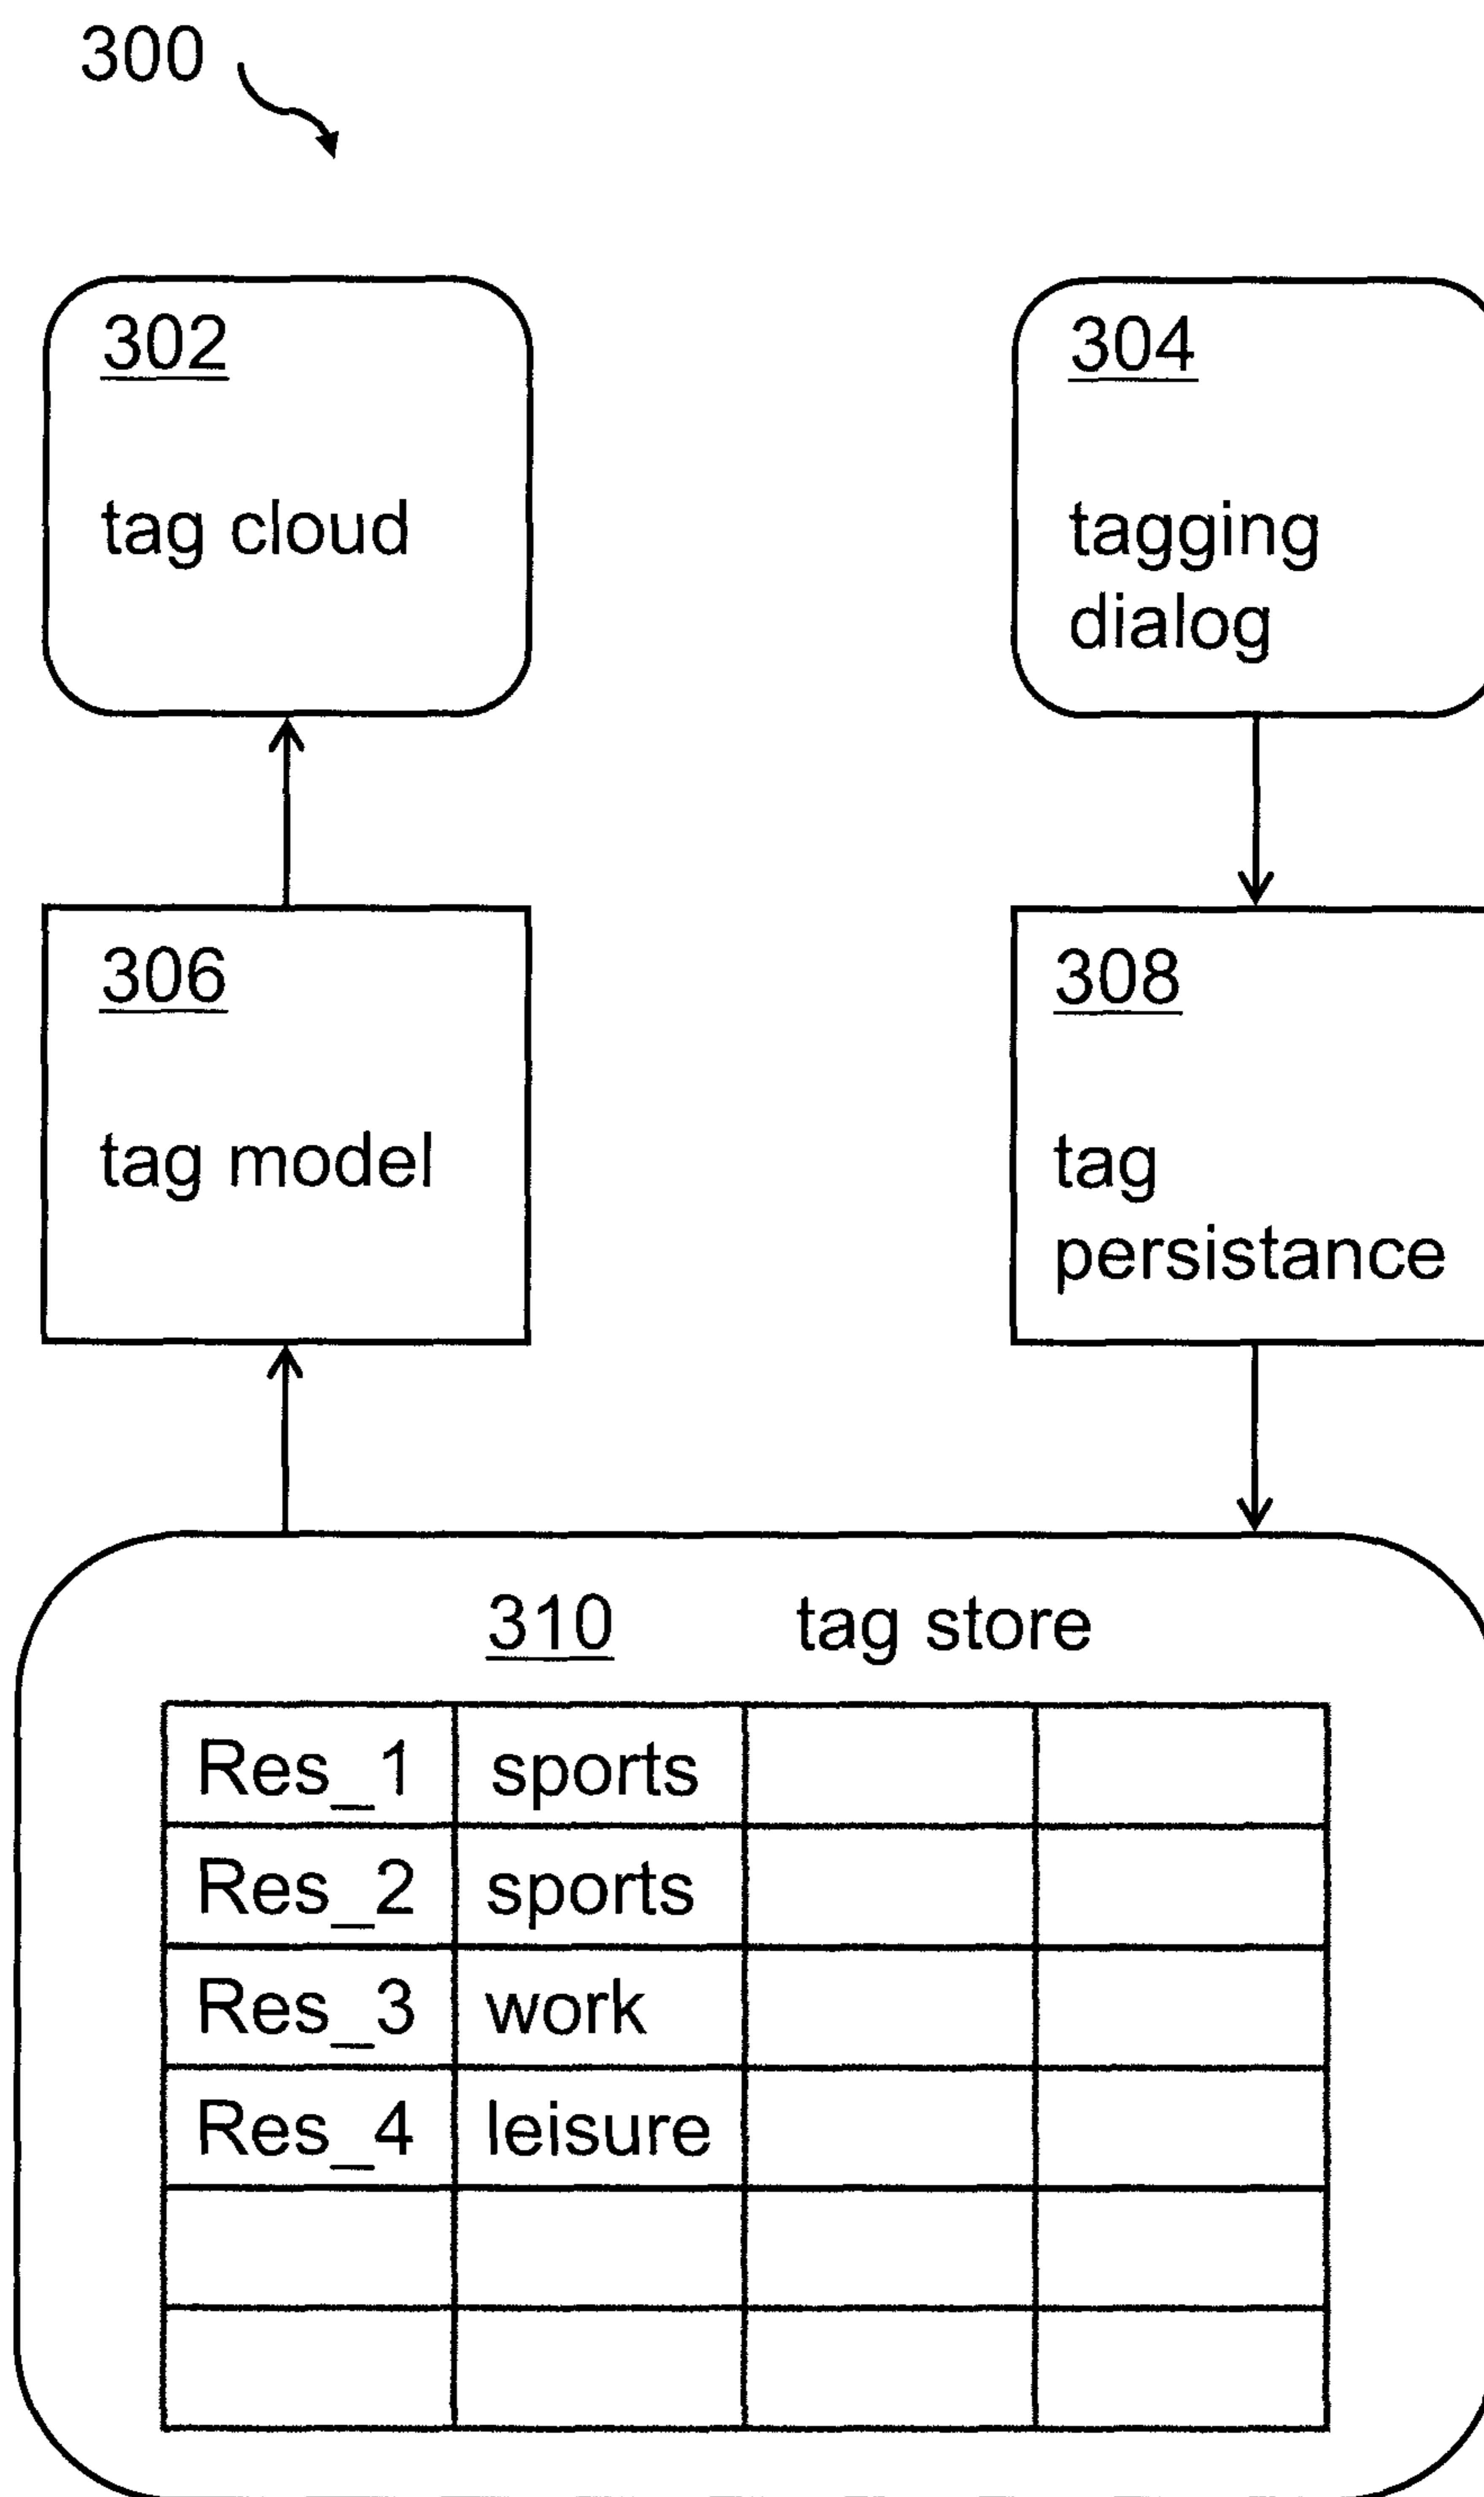 300
302
tag cloud
304
tagging
dialog
306
tag model
308
tag
persistance
310 tag store
Res_1 sports
Res_2 sports
Res_3 work
Res_4 leisure